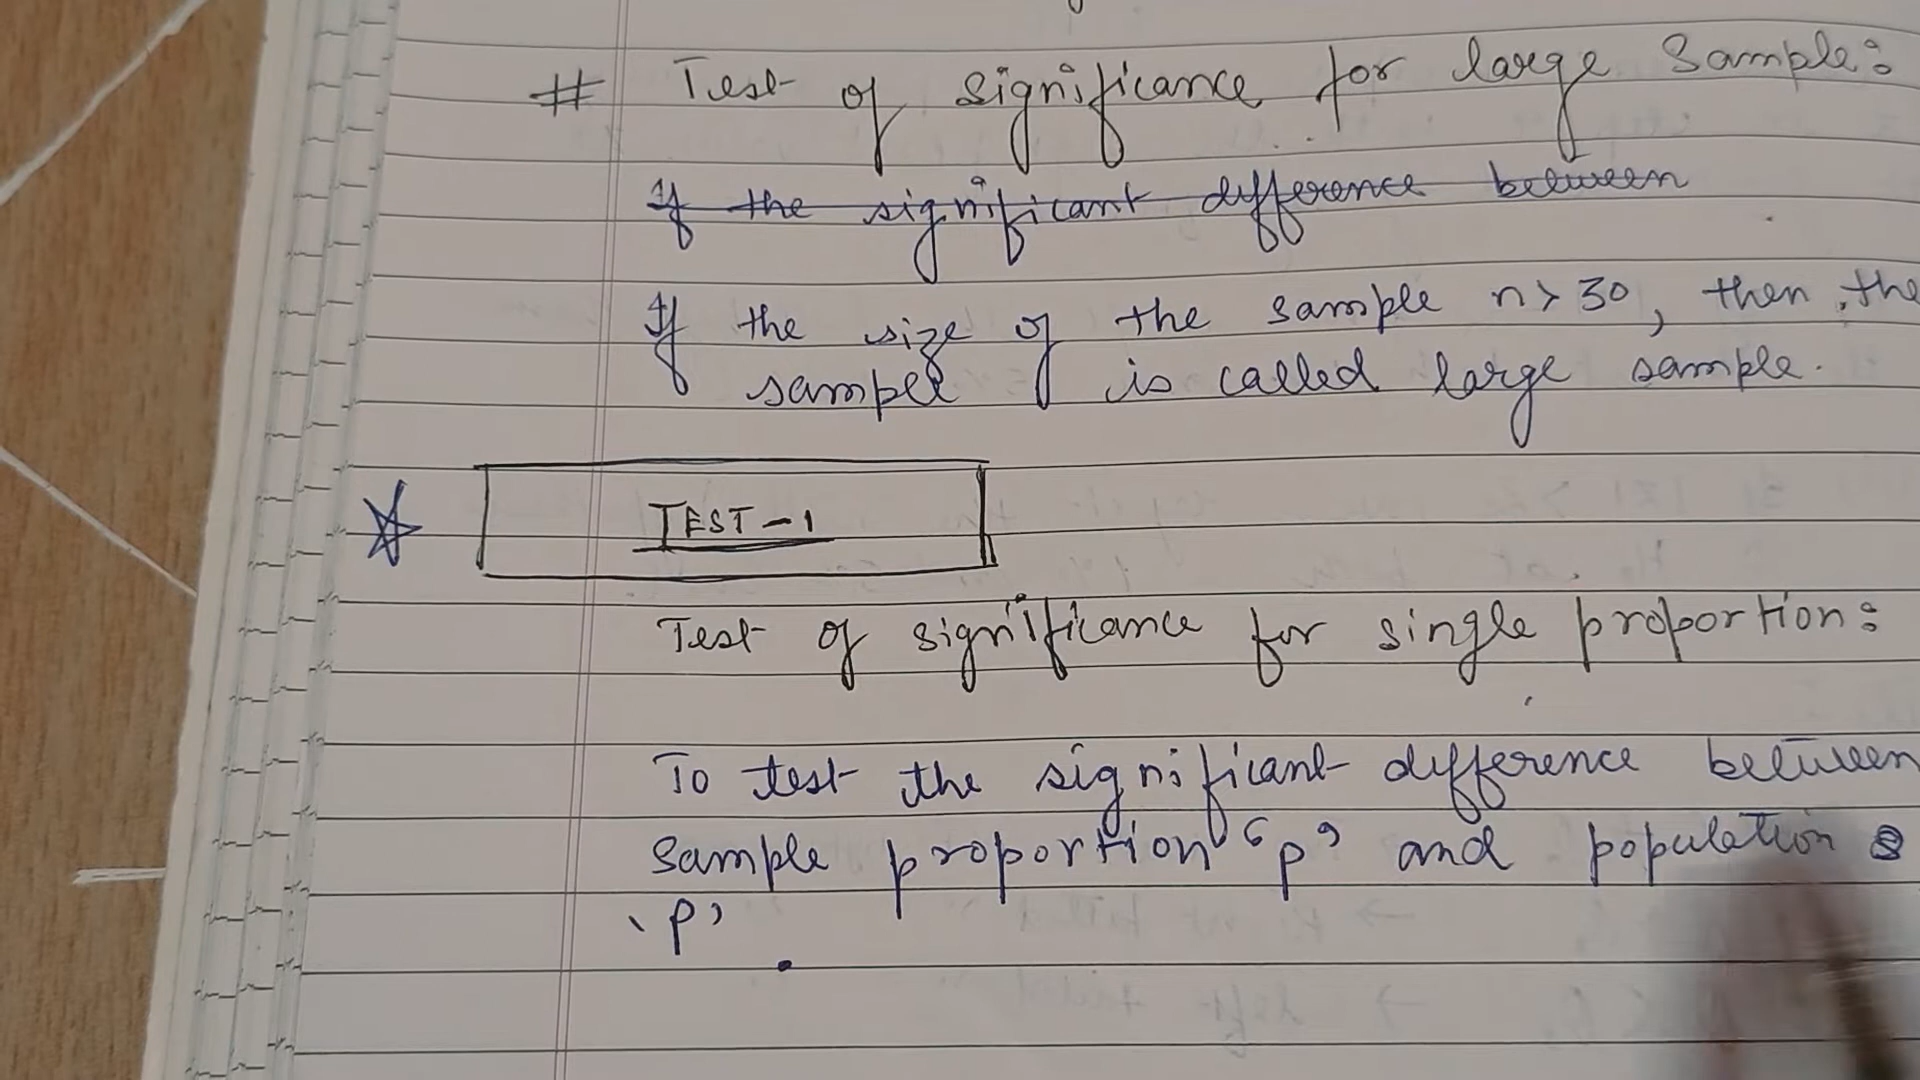 # Test of significance for large Sample:
If the significant difference between
If the size of the sample n> 30, then the
sample is called large sample.
TEST-1
Test of significance for single proportion:
To test the significant difference between
sample proportion 'p' and population
'P'